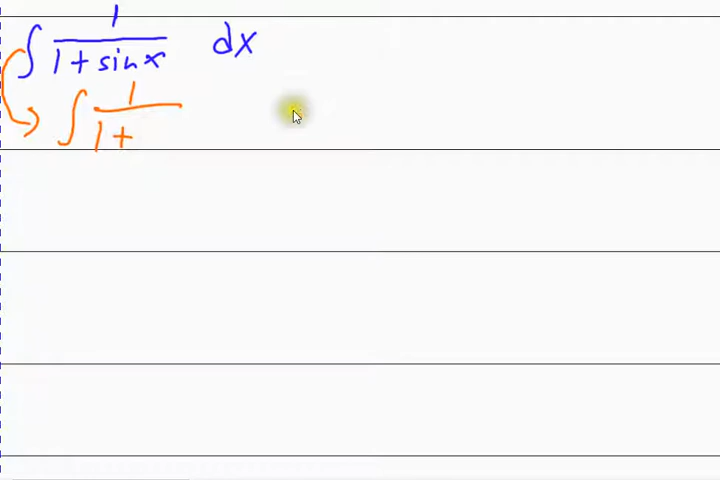 ∫ 1/(1+sinx) dx
∫ 1/(1+